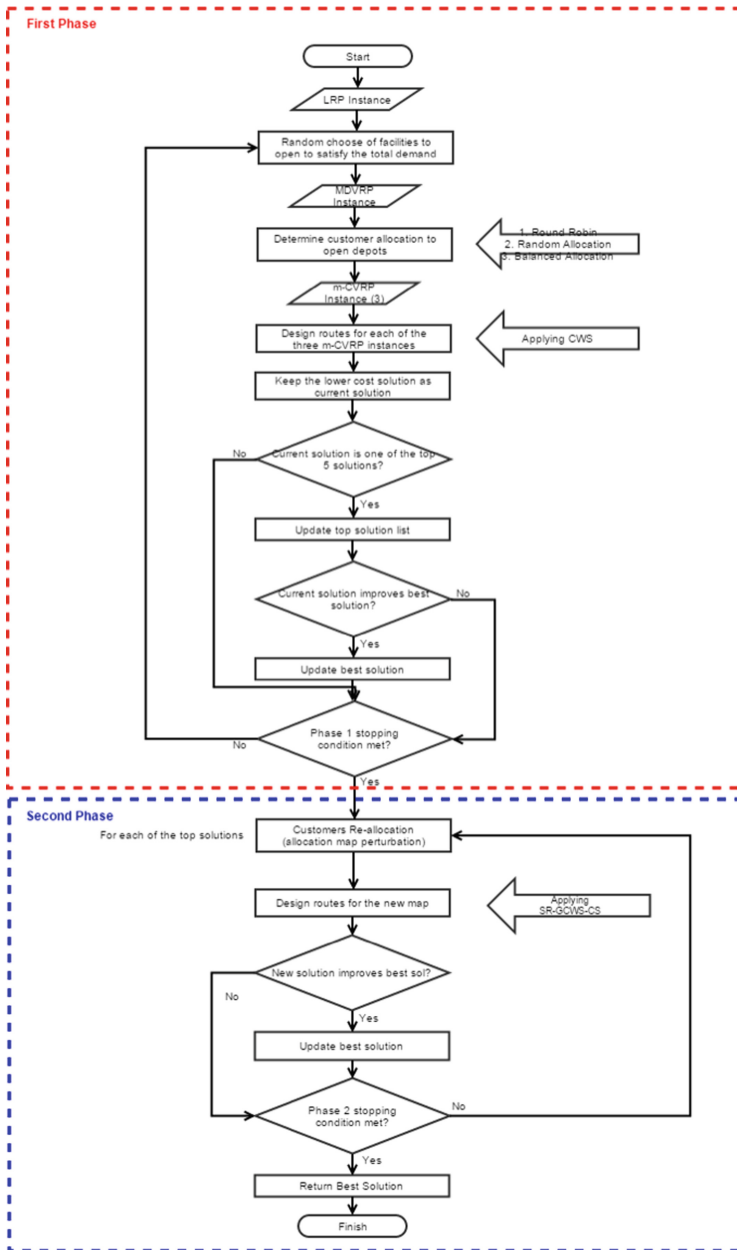 First Phase
Start
LRP Instance
Random choose of facilities to
open to satisfy the total demand
MDVRP
Instance
Determine customer allocation to
open depots
1. Round Robin
2. Random Allocation
3. Balanced Allocation
m-CVRP
Instance (3)
Design routes for each of the
three m-CVRP instances
Applying CWS
Keep the lower cost solution as
current solution
No
Current solution is one of the top
5 solutions?
Yes
Update top solution list
Current solution improves best
solution?
No
Yes
Update best solution
Phase 1 stopping
condition met?
No
Yes
Second Phase
For each of the top solutions
Customers Re-allocation
(allocation map perturbation)
Design routes for the new map
Applying
SR-GCWS-CS
New solution improves best sol?
No
Yes
Update best solution
Phase 2 stopping
condition met?
No
Yes
Return Best Solution
Finish